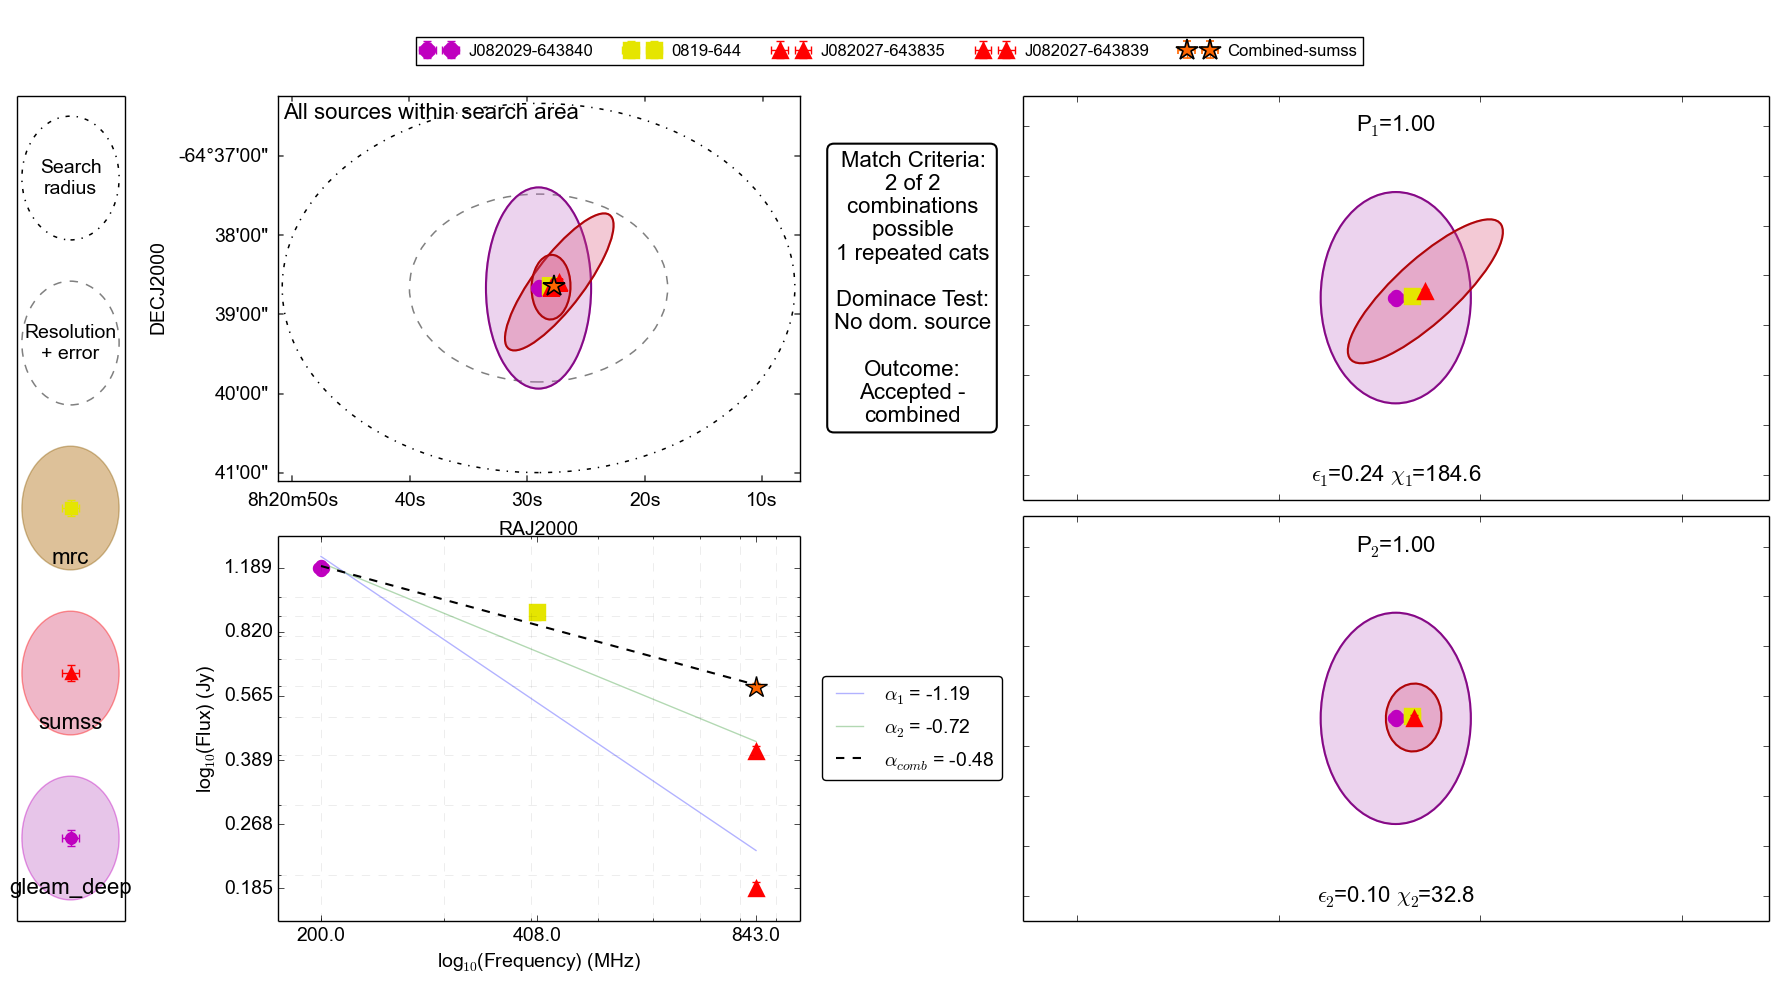 J082029-643840 0819-644 J082027-643835 J082027-643839 Combined-sumss
Search
radius
Resolution
+ error
mrc
sumss
gleam_deep
All sources within search area
DECJ2000
-64°37'00"
38'00"
39'00"
40'00"
41'00"
8h20m50s 40s 30s 20s 10s
RAJ2000
Match Criteria:
2 of 2
combinations
possible
1 repeated cats
Dominace Test:
No dom. source
Outcome:
Accepted -
combined
P₁=1.00
ϵ₁=0.24 χ₁=184.6
log₁₀(Flux) (Jy)
1.189
0.820
0.565
0.389
0.268
0.185
200.0 408.0 843.0
log₁₀(Frequency) (MHz)
α₁ = -1.19
α₂ = -0.72
α_comb = -0.48
P₂=1.00
ϵ₂=0.10 χ₂=32.8